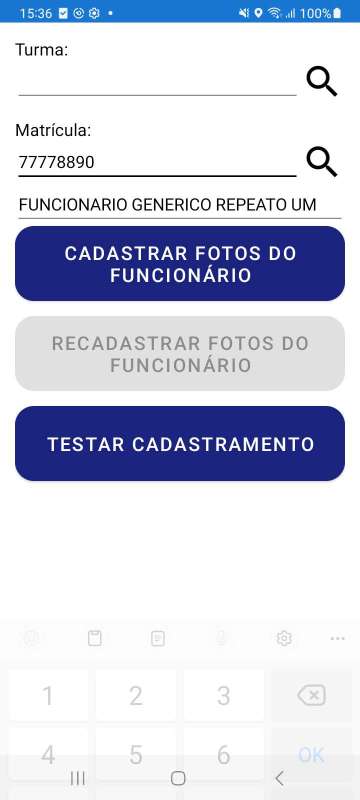 15:36 100%
Turma:
Matrícula:
77778890
FUNCIONARIO GENERICO REPEATO UM
CADASTRAR FOTOS DO
FUNCIONÁRIO
RECADASTRAR FOTOS DO
FUNCIONÁRIO
TESTAR CADASTRAMENTO
1 2 3
4 5 6 OK